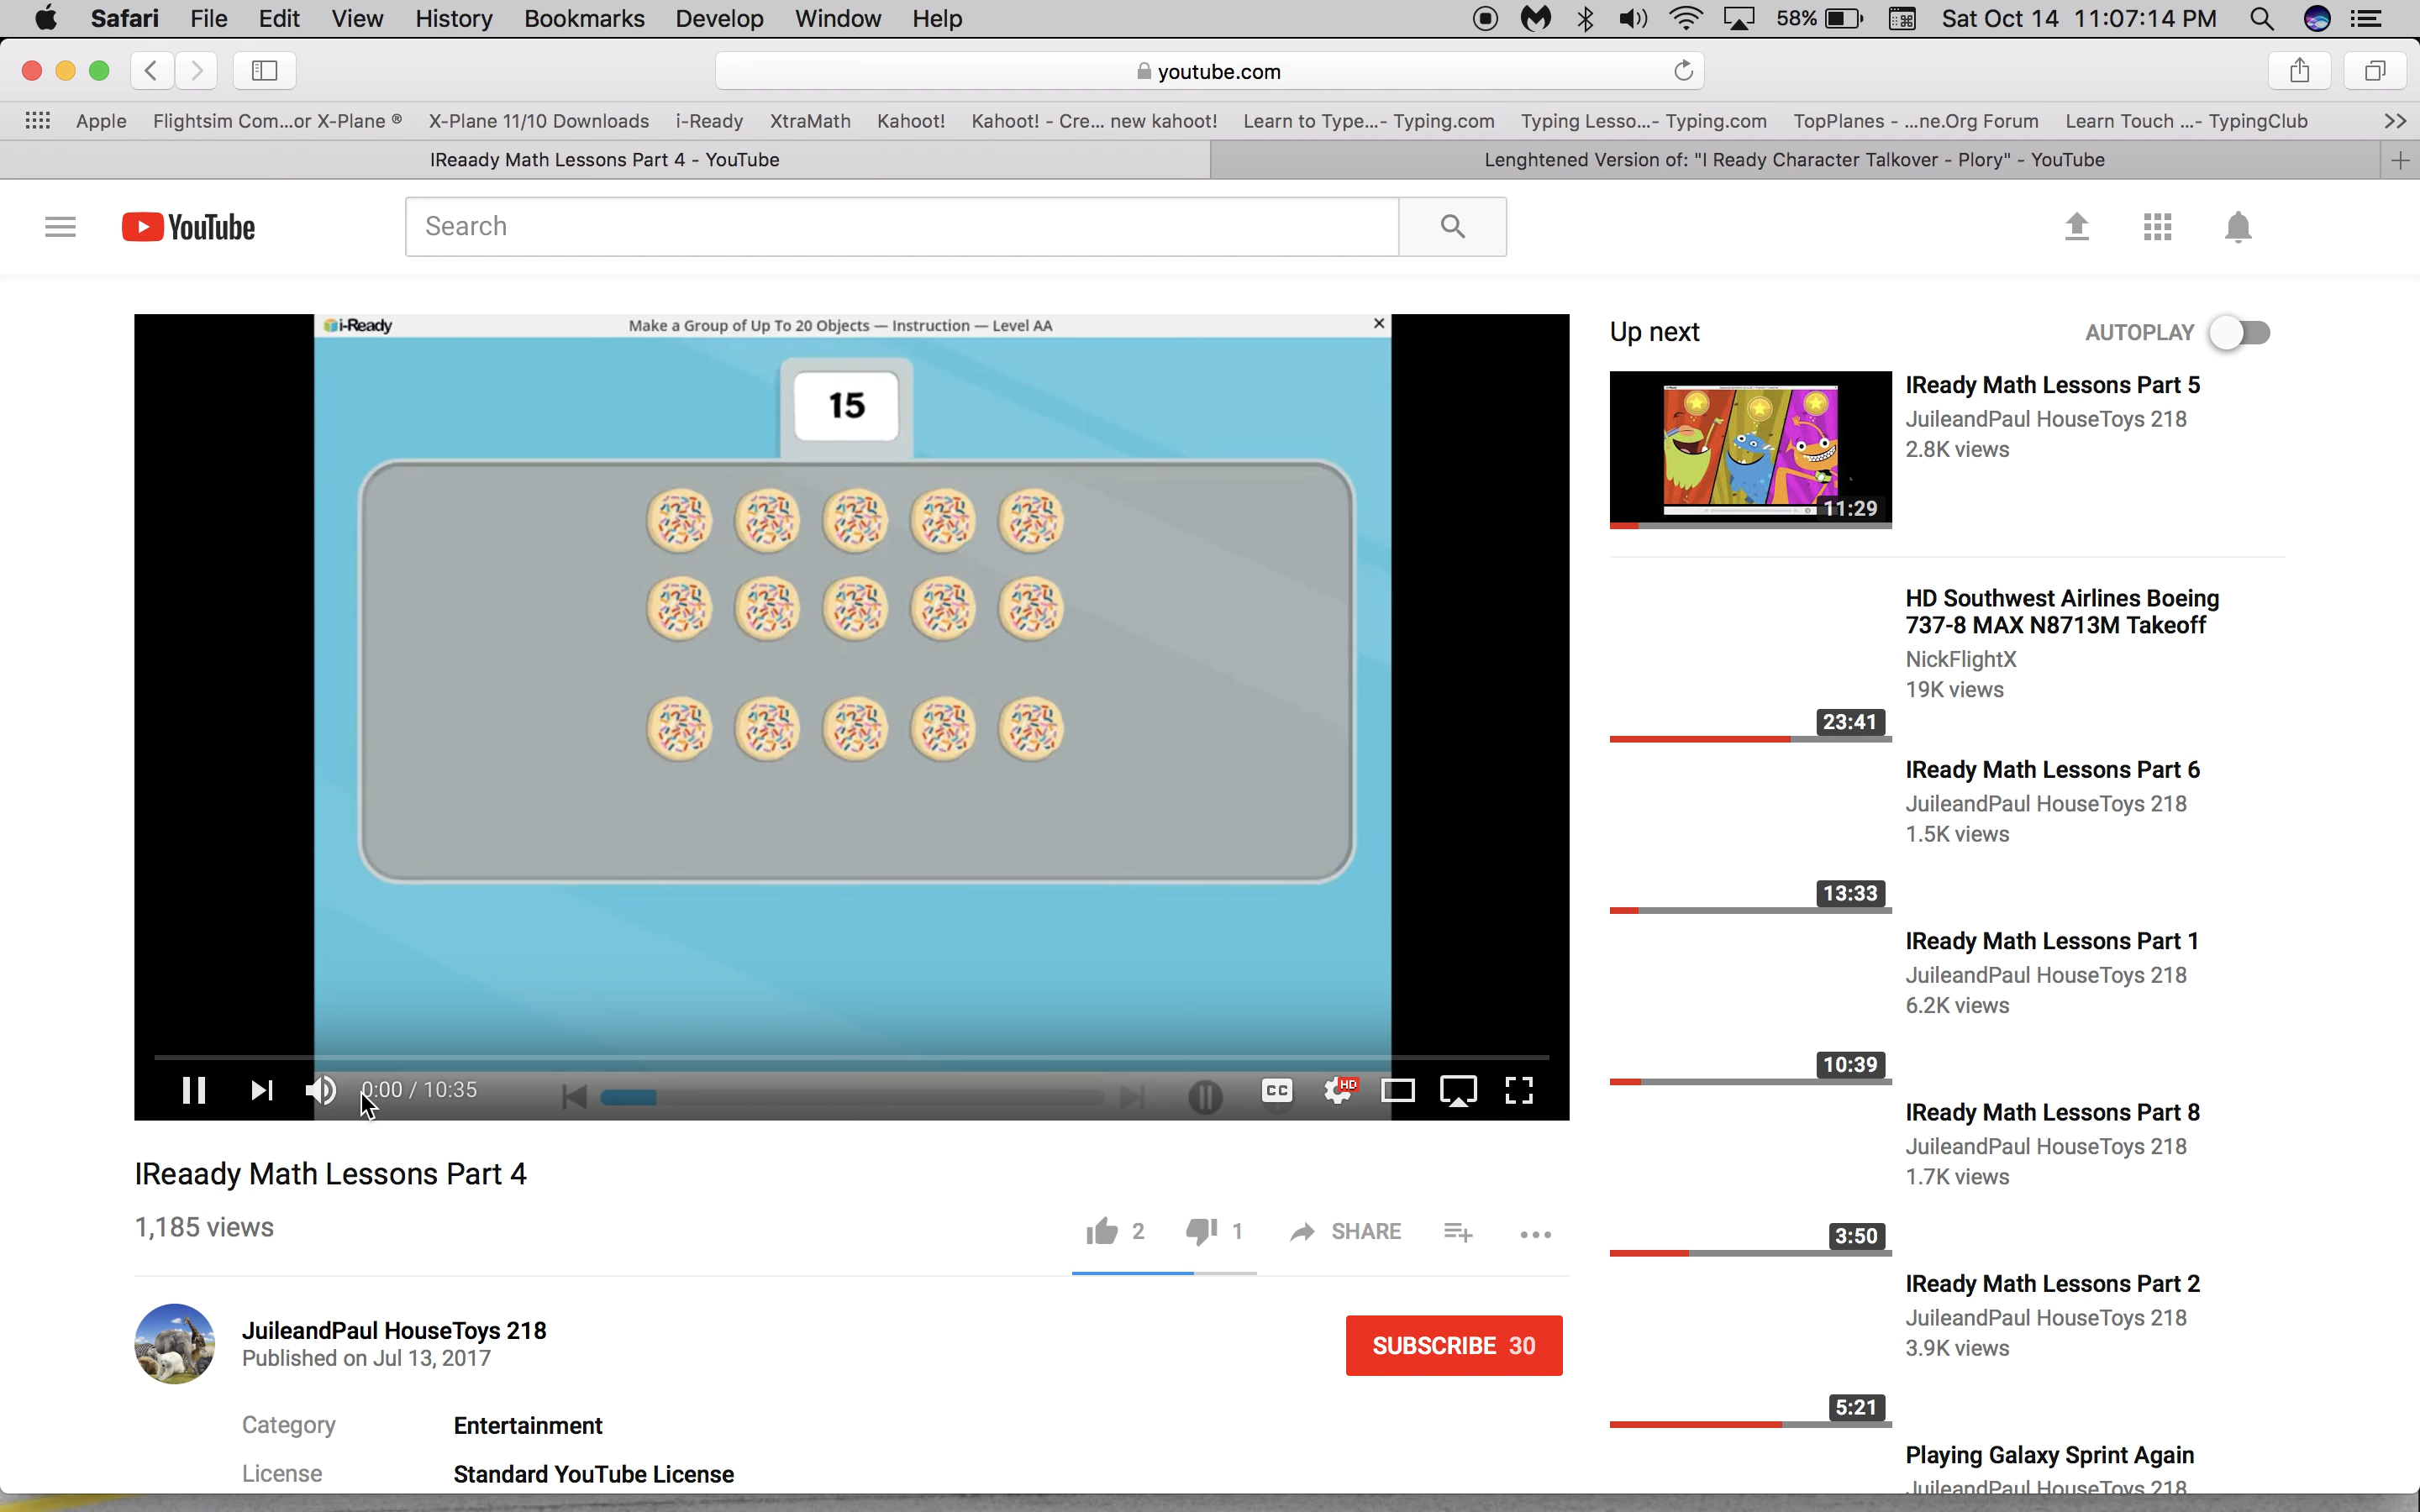 Safari File Edit View History Bookmarks Develop Window Help 58% Sat Oct 14 11:07:14 PM
youtube.com
Apple Flightsim Com...or X-Plane ® X-Plane 11/10 Downloads i-Ready XtraMath Kahoot! Kahoot! - Cre... new kahoot! Learn to Type...- Typing.com Typing Lesso...- Typing.com TopPlanes - ...ne.Org Forum Learn Touch ...- TypingClub
IReaady Math Lessons Part 4 - YouTube Lenghtened Version of: "I Ready Character Talkover - Plory" - YouTube
YouTube Search
i-Ready Make a Group of Up To 20 Objects — Instruction — Level AA
15
0:00 / 10:35 CC HD
IReaady Math Lessons Part 4
1,185 views
2 1 SHARE
JuileandPaul HouseToys 218
Published on Jul 13, 2017
SUBSCRIBE 30
Category Entertainment
License Standard YouTube License
Up next AUTOPLAY
IReady Math Lessons Part 5
JuileandPaul HouseToys 218
2.8K views
11:29
HD Southwest Airlines Boeing
737-8 MAX N8713M Takeoff
NickFlightX
19K views
23:41
IReady Math Lessons Part 6
JuileandPaul HouseToys 218
1.5K views
13:33
IReady Math Lessons Part 1
JuileandPaul HouseToys 218
6.2K views
10:39
IReady Math Lessons Part 8
JuileandPaul HouseToys 218
1.7K views
3:50
IReady Math Lessons Part 2
JuileandPaul HouseToys 218
3.9K views
5:21
Playing Galaxy Sprint Again
JuileandPaul HouseToys 218